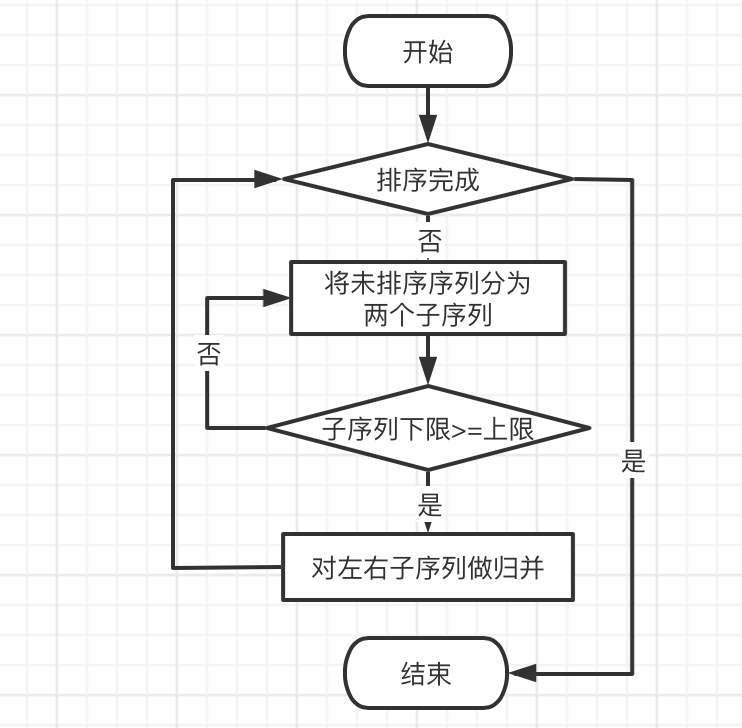 开始
排序完成
否
将未排序序列分为
两个子序列
否
子序列下限>=上限
是
是
对左右子序列做归并
结束